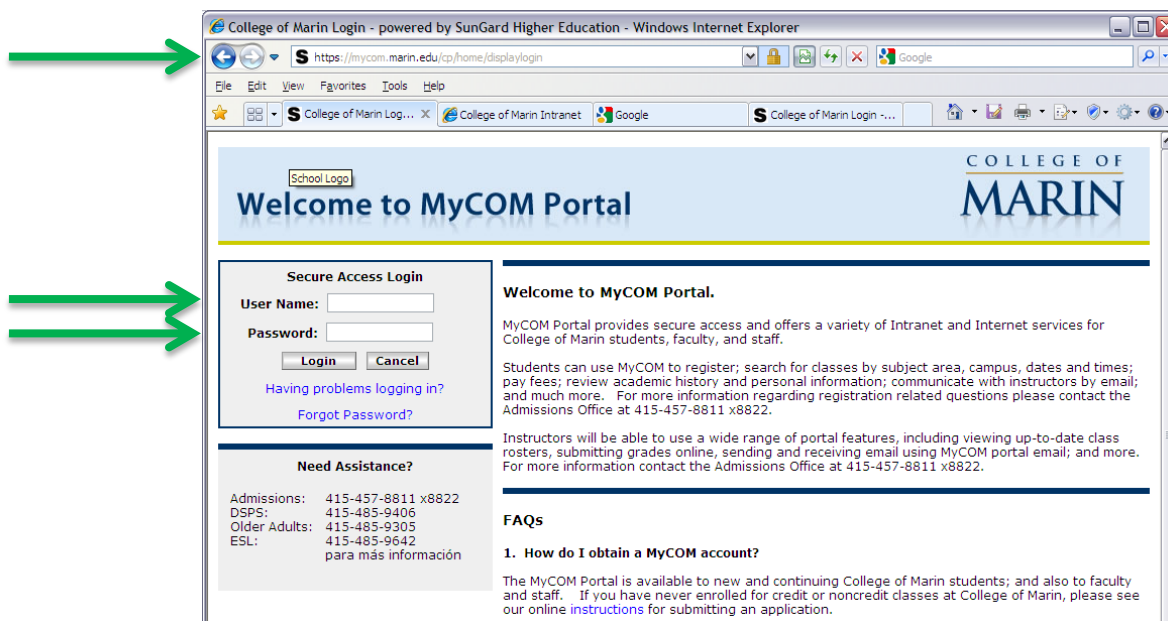 College of Marin Login - powered by SunGard Higher Education - Windows Internet Explorer
S https://mycom.marin.edu/cp/home/displaylogin
Google
File Edit View Favorites Tools Help
S College of Marin Log... X College of Marin Intranet Google S College of Marin Login -...
COLLEGE OF
MARIN
School Logo
Welcome to MyCOM Portal
Secure Access Login
User Name:
Password:
Login Cancel
Having problems logging in?
Forgot Password?
Need Assistance?
Admissions: 415-457-8811 x8822
DSPS: 415-485-9406
Older Adults: 415-485-9305
ESL: 415-485-9642
para más información
Welcome to MyCOM Portal.
MyCOM Portal provides secure access and offers a variety of Intranet and Internet services for
College of Marin students, faculty, and staff.
Students can use MyCOM to register; search for classes by subject area, campus, dates and times;
pay fees; review academic history and personal information; communicate with instructors by email;
and much more. For more information regarding registration related questions please contact the
Admissions Office at 415-457-8811 x8822.
Instructors will be able to use a wide range of portal features, including viewing up-to-date class
rosters, submitting grades online, sending and receiving email using MyCOM portal email; and more.
For more information contact the Admissions Office at 415-457-8811 x8822.
FAQs
1. How do I obtain a MyCOM account?
The MyCOM Portal is available to new and continuing College of Marin students; and also to faculty
and staff. If you have never enrolled for credit or noncredit classes at College of Marin, please see
our online instructions for submitting an application.